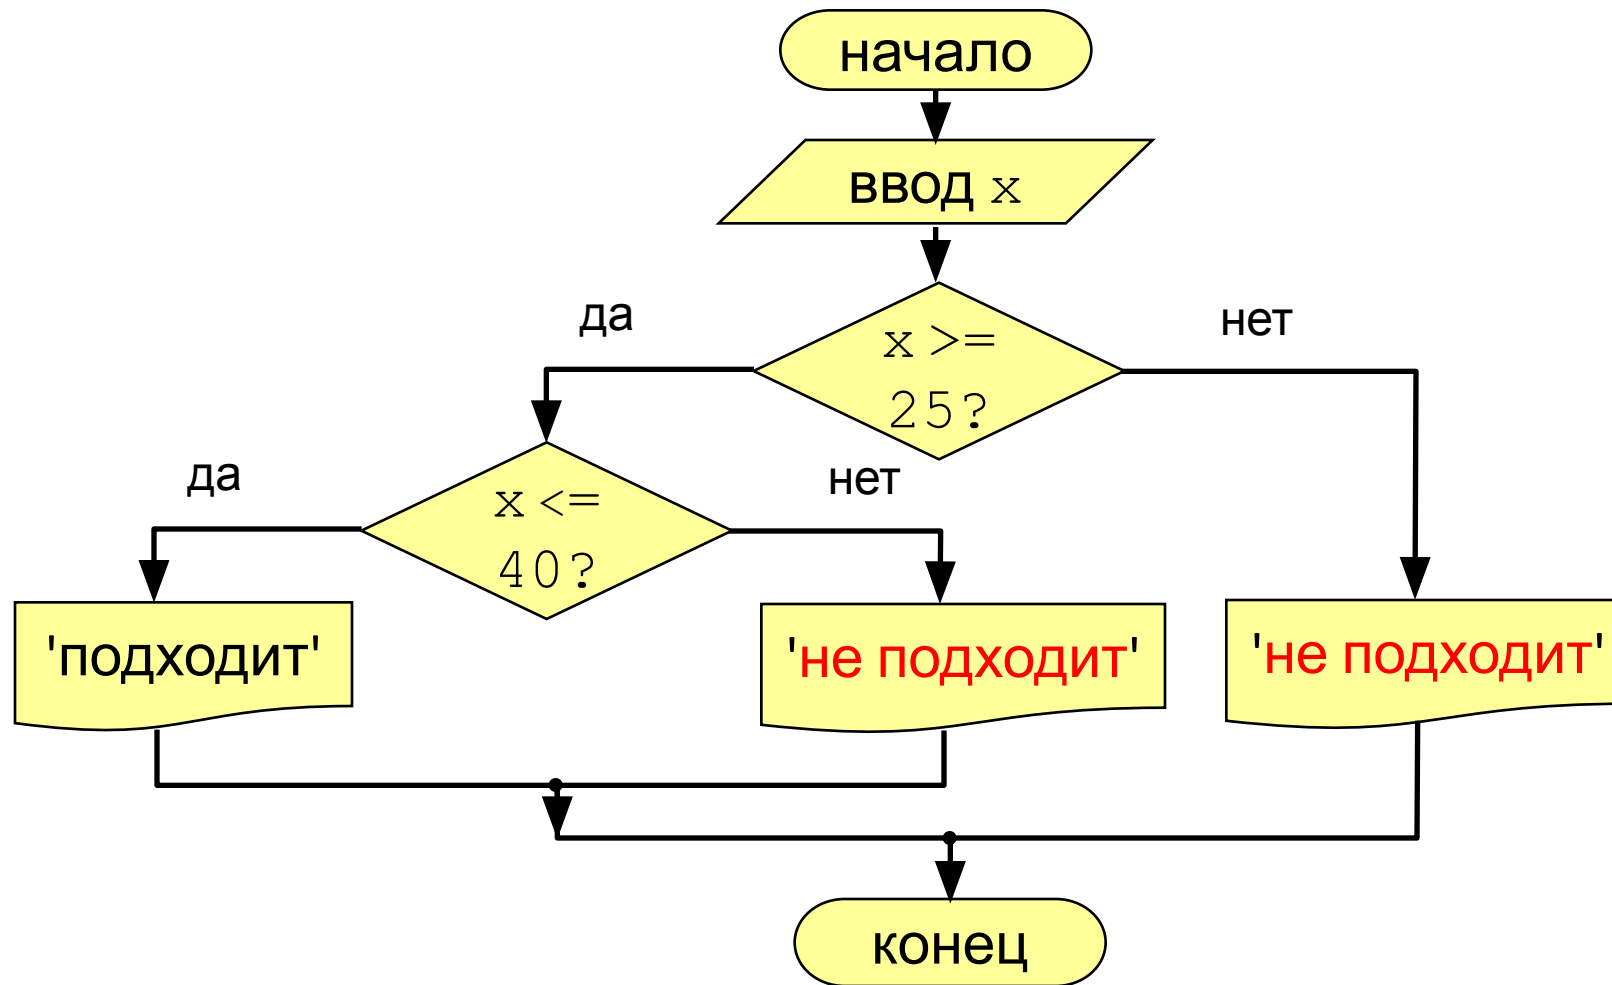 начало
ввод x
да
нет
x >=
25?
да
нет
x <=
40?
'подходит'
'не подходит'
'не подходит'
конец